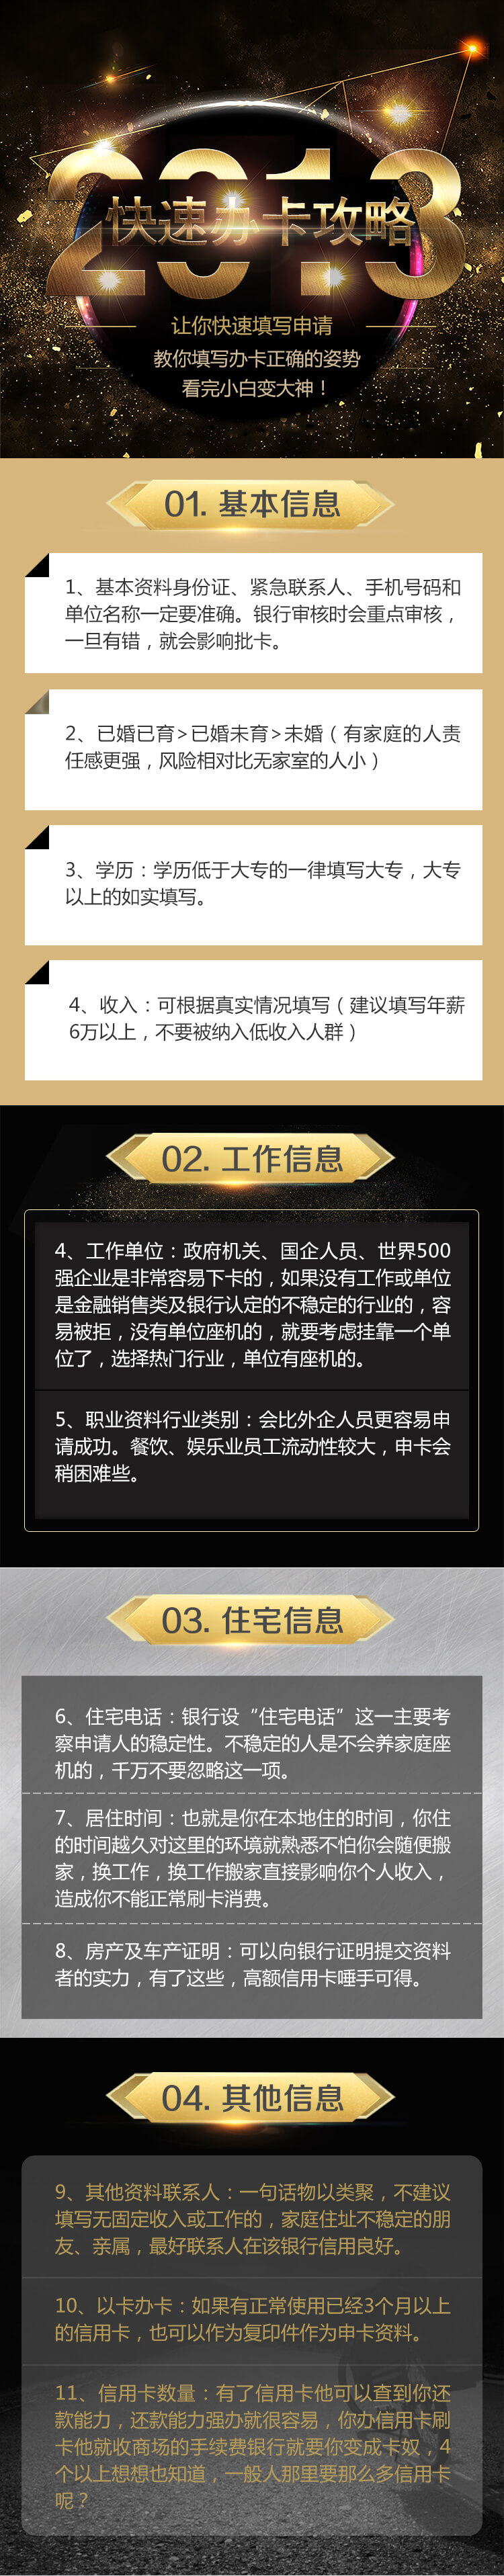 2018
快速办卡攻略
让你快速填写申请
教你填写办卡正确的姿势
看完小白变大神！
01. 基本信息
1、基本资料身份证、紧急联系人、手机号码和
单位名称一定要准确。银行审核时会重点审核，
一旦有错，就会影响批卡。
2、已婚已育>已婚未育>未婚（有家庭的人责
任感更强，风险相对比无家室的人小）
3、学历：学历低于大专的一律填写大专，大专
以上的如实填写。
4、收入：可根据真实情况填写（建议填写年薪
6万以上，不要被纳入低收入人群）
02. 工作信息
4、工作单位：政府机关、国企人员、世界500
强企业是非常容易下卡的，如果没有工作或单位
是金融销售类及银行认定的不稳定的行业的，容
易被拒，没有单位座机的，就要考虑挂靠一个单
位了，选择热门行业，单位有座机的。
5、职业资料行业类别：会比外企人员更容易申
请成功。餐饮、娱乐业员工流动性较大，申卡会
稍困难些。
03. 住宅信息
6、住宅电话：银行设“住宅电话”这一主要考
察申请人的稳定性。不稳定的人是不会养家庭座
机的，千万不要忽略这一项。
7、居住时间：也就是你在本地住的时间，你住
的时间越久对这里的环境就熟悉不怕你会随便搬
家，换工作，换工作搬家直接影响你个人收入，
造成你不能正常刷卡消费。
8、房产及车产证明：可以向银行证明提交资料
者的实力，有了这些，高额信用卡唾手可得。
04. 其他信息
9、其他资料联系人：一句话物以类聚，不建议
填写无固定收入或工作的，家庭住址不稳定的朋
友、亲属，最好联系人在该银行信用良好。
10、以卡办卡：如果有正常使用已经3个月以上
的信用卡，也可以作为复印件作为申卡资料。
11、信用卡数量：有了信用卡他可以查到你还
款能力，还款能力强办就很容易，你办信用卡刷
卡他就收商场的手续费银行就要你变成卡奴，4
个以上想想也知道，一般人那里要那么多信用卡
呢？